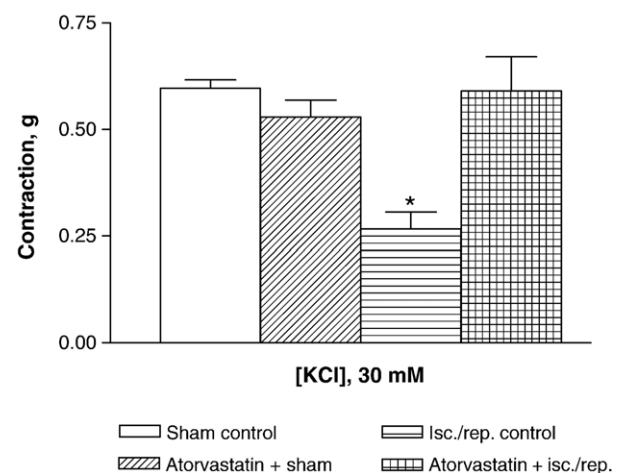 0.75
0.50
0.25
0.00
Contraction, g
*
[KCl], 30 mM
Sham control
Isc./rep. control
Atorvastatin + sham
Atorvastatin + isc./rep.